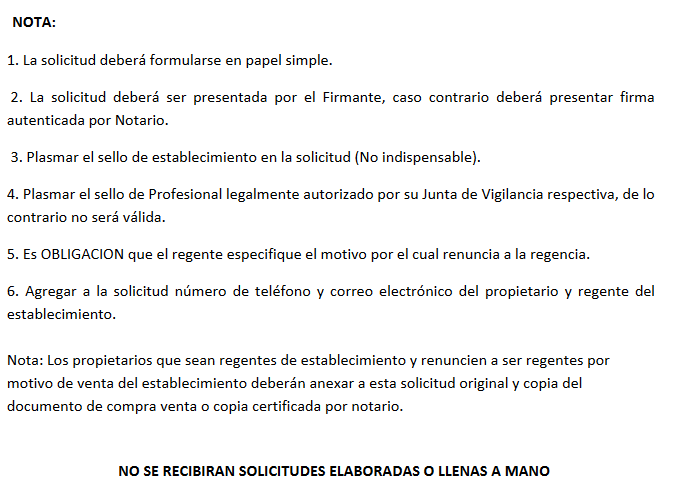 NOTA:
1. La solicitud deberá formularse en papel simple.
2. La solicitud deberá ser presentada por el Firmante, caso contrario deberá presentar firma
autenticada por Notario.
3. Plasmar el sello de establecimiento en la solicitud (No indispensable).
4. Plasmar el sello de Profesional legalmente autorizado por su Junta de Vigilancia respectiva, de lo
contrario no será válida.
5. Es OBLIGACION que el regente especifique el motivo por el cual renuncia a la regencia.
6. Agregar a la solicitud número de teléfono y correo electrónico del propietario y regente del
establecimiento.
Nota: Los propietarios que sean regentes de establecimiento y renuncien a ser regentes por
motivo de venta del establecimiento deberán anexar a esta solicitud original y copia del
documento de compra venta o copia certificada por notario.
NO SE RECIBIRAN SOLICITUDES ELABORADAS O LLENAS A MANO